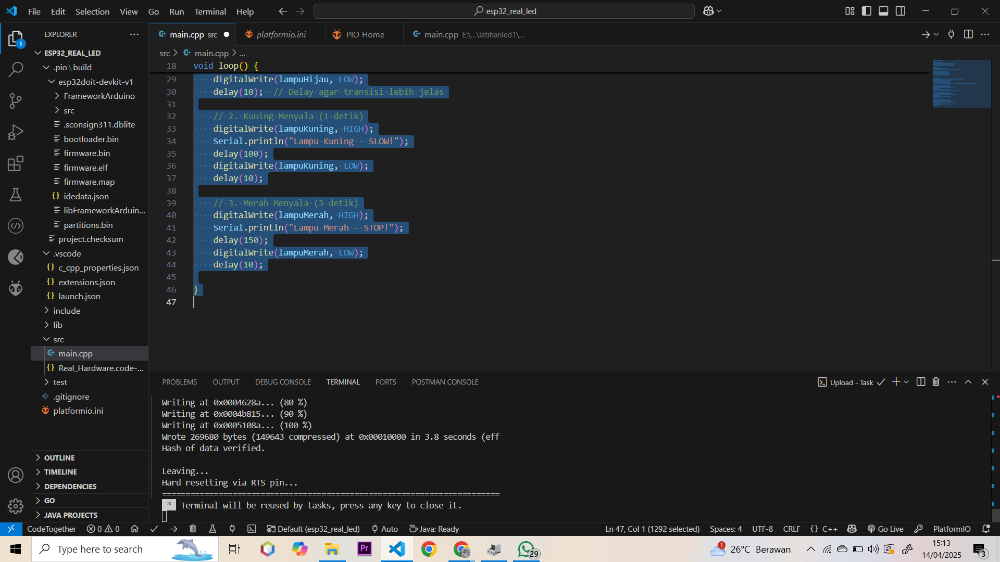 File Edit Selection View Go Run Terminal Help
esp32_real_led
EXPLORER
ESP32_REAL_LED
.pio \ build
esp32doit-devkit-v1
FrameworkArduino
src
.sconsign311.dblite
bootloader.bin
firmware.bin
firmware.elf
firmware.map
idedata.json
libFrameworkArduin...
partitions.bin
project.checksum
.vscode
c_cpp_properties.json
extensions.json
launch.json
include
lib
src
main.cpp
Real_Hardware.code-...
test
.gitignore
platformio.ini
OUTLINE
TIMELINE
DEPENDENCIES
GO
JAVA PROJECTS
1
main.cpp src
platformio.ini
PIO Home
main.cpp E:\...\latihanled1\...
src > main.cpp > ...
18 void loop() {
29 digitalWrite(lampuHijau, LOW);
30 delay(10); // Delay agar transisi lebih jelas
31
32 // 2. Kuning Menyala (1 detik)
33 digitalWrite(lampuKuning, HIGH);
34 Serial.println("Lampu Kuning - SLOW!");
35 delay(100);
36 digitalWrite(lampuKuning, LOW);
37 delay(10);
38
39 // 3. Merah Menyala (3 detik)
40 digitalWrite(lampuMerah, HIGH);
41 Serial.println("Lampu Merah - STOP!");
42 delay(150);
43 digitalWrite(lampuMerah, LOW);
44 delay(10);
45
46 }
47
PROBLEMS OUTPUT DEBUG CONSOLE TERMINAL PORTS POSTMAN CONSOLE
Upload - Task
Writing at 0x0004628a... (80 %)
Writing at 0x0004b815... (90 %)
Writing at 0x0005108a... (100 %)
Wrote 269680 bytes (149643 compressed) at 0x00010000 in 3.8 seconds (eff
Hash of data verified.
Leaving...
Hard resetting via RTS pin...
========================================================================
* Terminal will be reused by tasks, press any key to close it.
CodeTogether 0 0 Default (esp32_real_led) Auto Java: Ready
Ln 47, Col 1 (1292 selected) Spaces: 4 UTF-8 CRLF {} C++ Go Live PlatformIO
Type here to search
Pr
29
1
26°C Berawan
15:13
14/04/2025
3